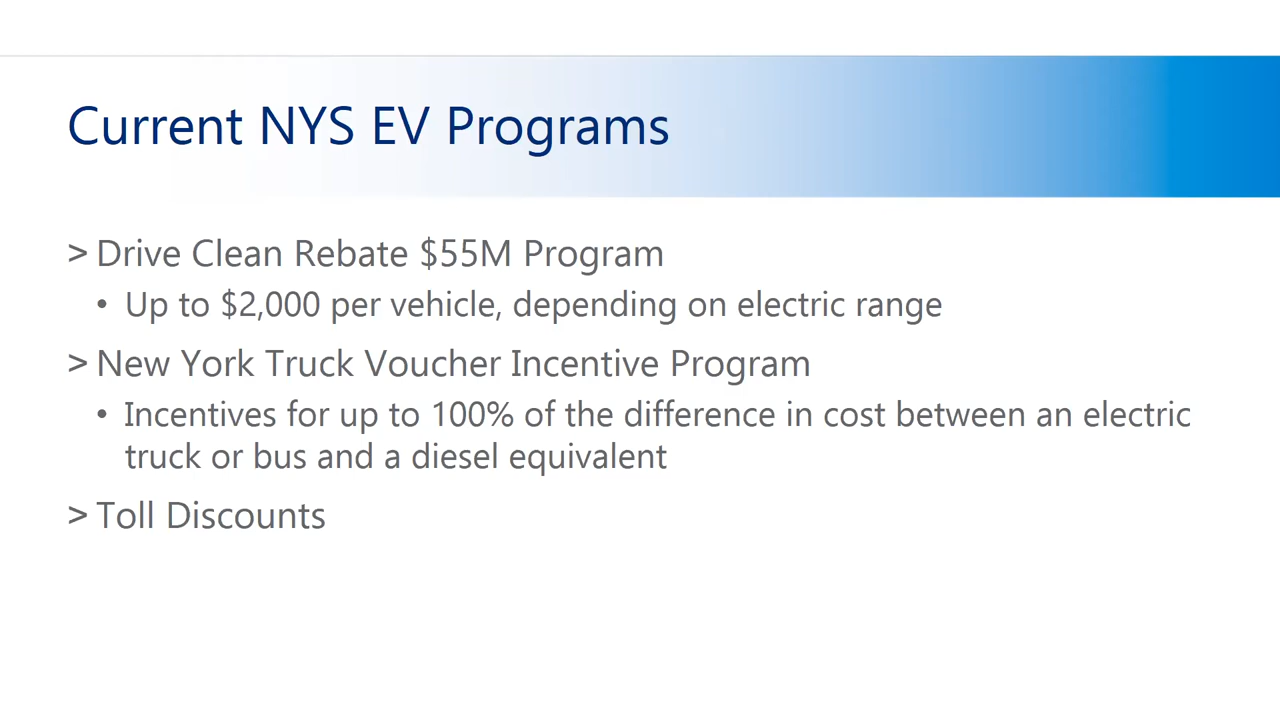 Current NYS EV Programs
> Drive Clean Rebate $55M Program
• Up to $2,000 per vehicle, depending on electric range
> New York Truck Voucher Incentive Program
• Incentives for up to 100% of the difference in cost between an electric
truck or bus and a diesel equivalent
> Toll Discounts